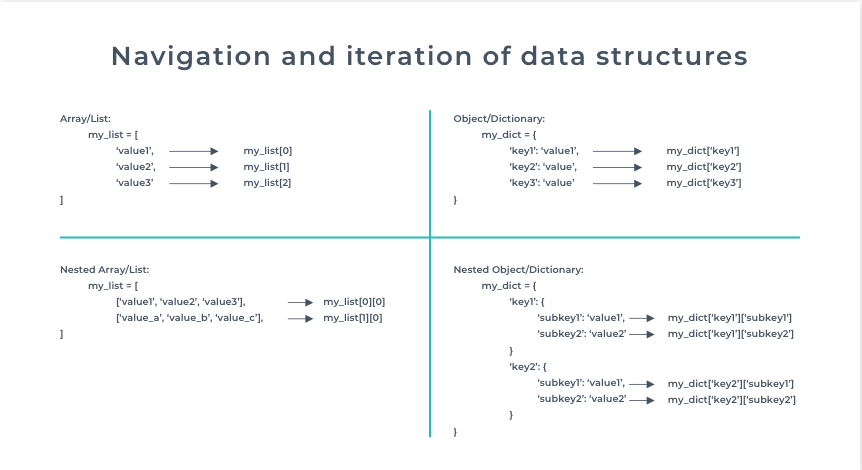 Navigation and iteration of data structures
Array/List:
my_list = [
‘value1’, my_list[0]
‘value2’, my_list[1]
‘value3’ my_list[2]
]
Object/Dictionary:
my_dict = {
‘key1’: ‘value1’, my_dict[‘key1’]
‘key2’: ‘value’, my_dict[‘key2’]
‘key3’: ‘value’ my_dict[‘key3’]
}
Nested Array/List:
my_list = [
[‘value1’, ‘value2’, ‘value3’], my_list[0][0]
[‘value_a’, ‘value_b’, ‘value_c’], my_list[1][0]
]
Nested Object/Dictionary:
my_dict = {
‘key1’: {
‘subkey1’: ‘value1’, my_dict[‘key1’][‘subkey1’]
‘subkey2’: ‘value2’ my_dict[‘key1’][‘subkey2’]
}
‘key2’: {
‘subkey1’: ‘value1’, my_dict[‘key2’][‘subkey1’]
‘subkey2’: ‘value2’ my_dict[‘key2’][‘subkey2’]
}
}